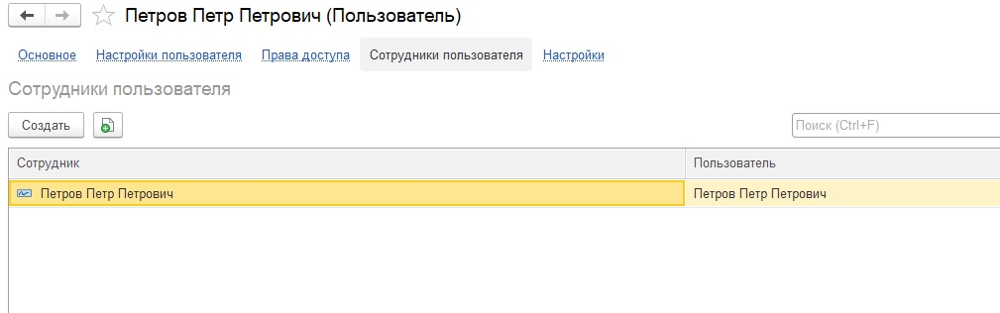 Петров Петр Петрович (Пользователь)
Основное Настройки пользователя Права доступа Сотрудники пользователя Настройки
Сотрудники пользователя
Создать Поиск (Ctrl+F)
Сотрудник Пользователь
Петров Петр Петрович Петров Петр Петрович